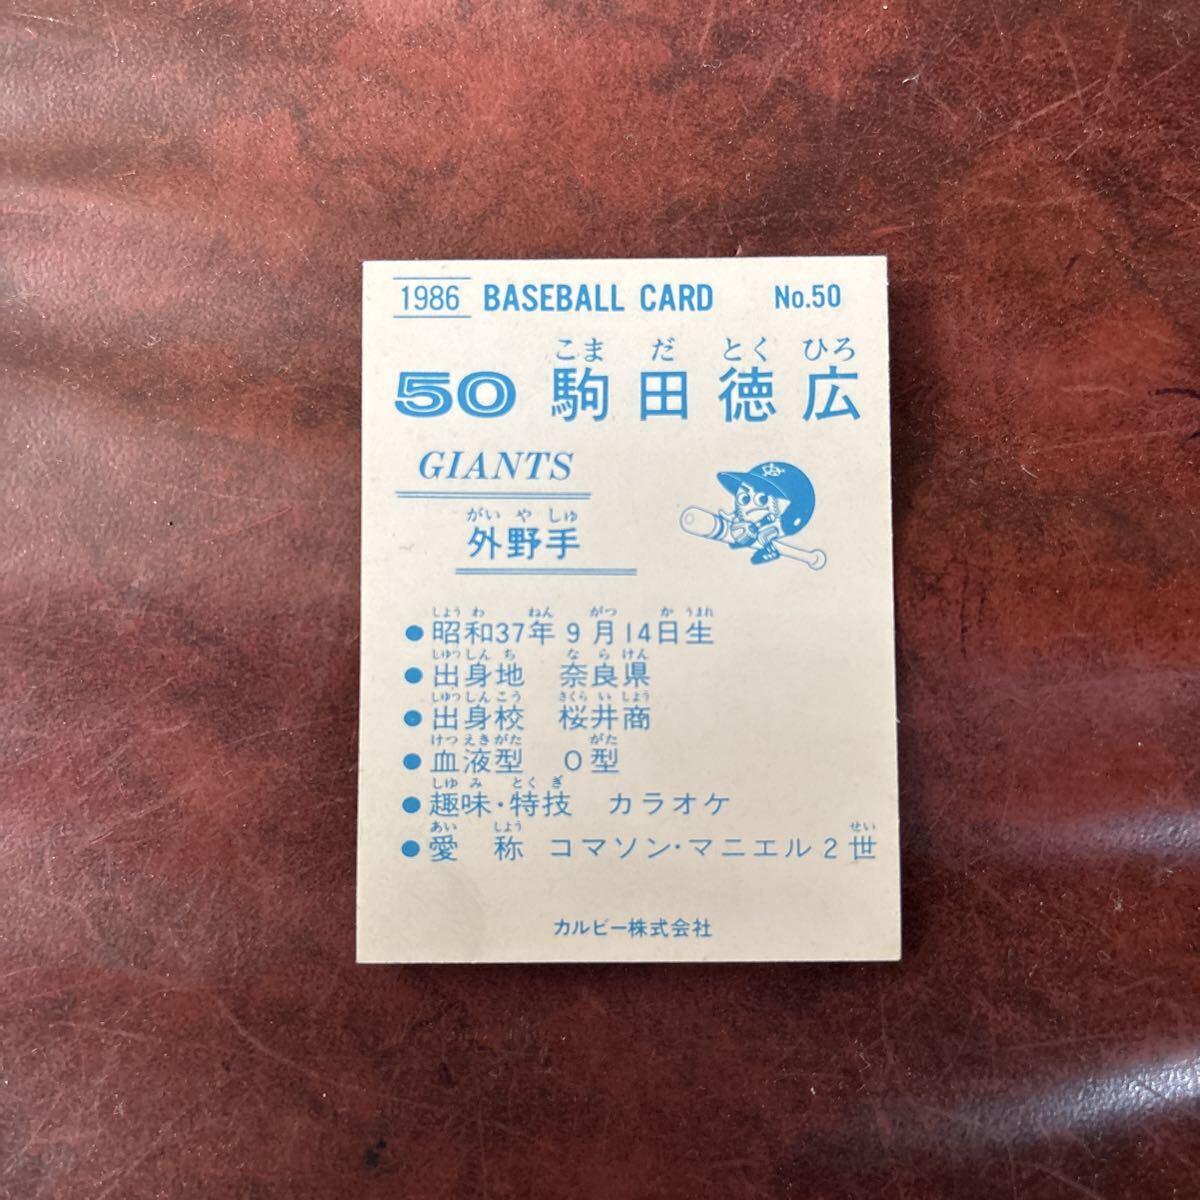 1986 BASEBALL CARD No.50
こま だ とく ひろ
50 駒田徳広
GIANTS
がい や しゅ
外野手
しょう わ ねん がつ か うまれ
●昭和37年 9月14日生
しゅつ しん ち な ら けん
●出身地 奈良県
しゅつ しん こう さくら い しょう
●出身校 桜井商
けつ えき がた がた
●血液型 O型
しゅ み とく ぎ
●趣味・特技 カラオケ
あい しょう せい
●愛 称 コマソン・マニエル2世
カルビー株式会社